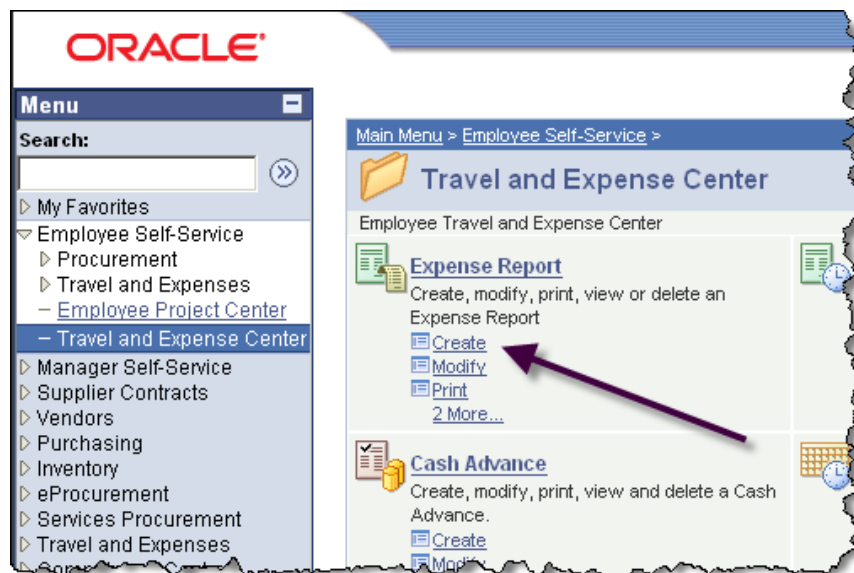 ORACLE
Menu
Search:
My Favorites
Employee Self-Service
Procurement
Travel and Expenses
Employee Project Center
Travel and Expense Center
Manager Self-Service
Supplier Contracts
Vendors
Purchasing
Inventory
eProcurement
Services Procurement
Travel and Expenses
Main Menu > Employee Self-Service >
Travel and Expense Center
Employee Travel and Expense Center
Expense Report
Create, modify, print, view or delete an
Expense Report
Create
Modify
Print
2 More...
Cash Advance
Create, modify, print, view and delete a Cash
Advance.
Create
Modify